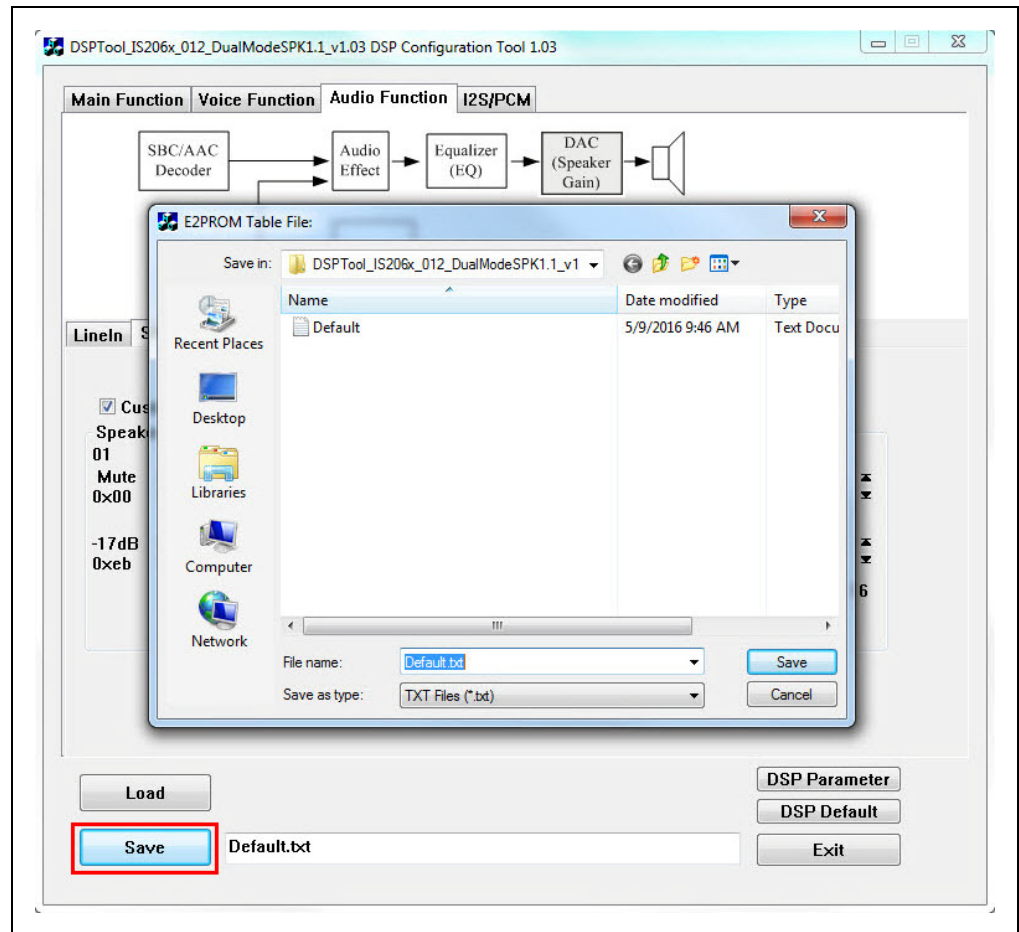 DSPTool_IS206x_012_DualModeSPK1.1_v1.03 DSP Configuration Tool 1.03
Main Function Voice Function Audio Function I2S/PCM
SBC/AAC
Decoder
Audio
Effect
Equalizer
(EQ)
DAC
(Speaker
Gain)
E2PROM Table File:
Save in: DSPTool_IS206x_012_DualModeSPK1.1_v1
Name Date modified Type
Default 5/9/2016 9:46 AM Text Docu
Recent Places
Desktop
Libraries
Computer
Network
File name: Default.txt Save
Save as type: TXT Files (*.txt) Cancel
LineIn S
Cus
Speak
01
Mute
0x00
-17dB
0xeb
6
Load
DSP Parameter
DSP Default
Save Default.txt Exit